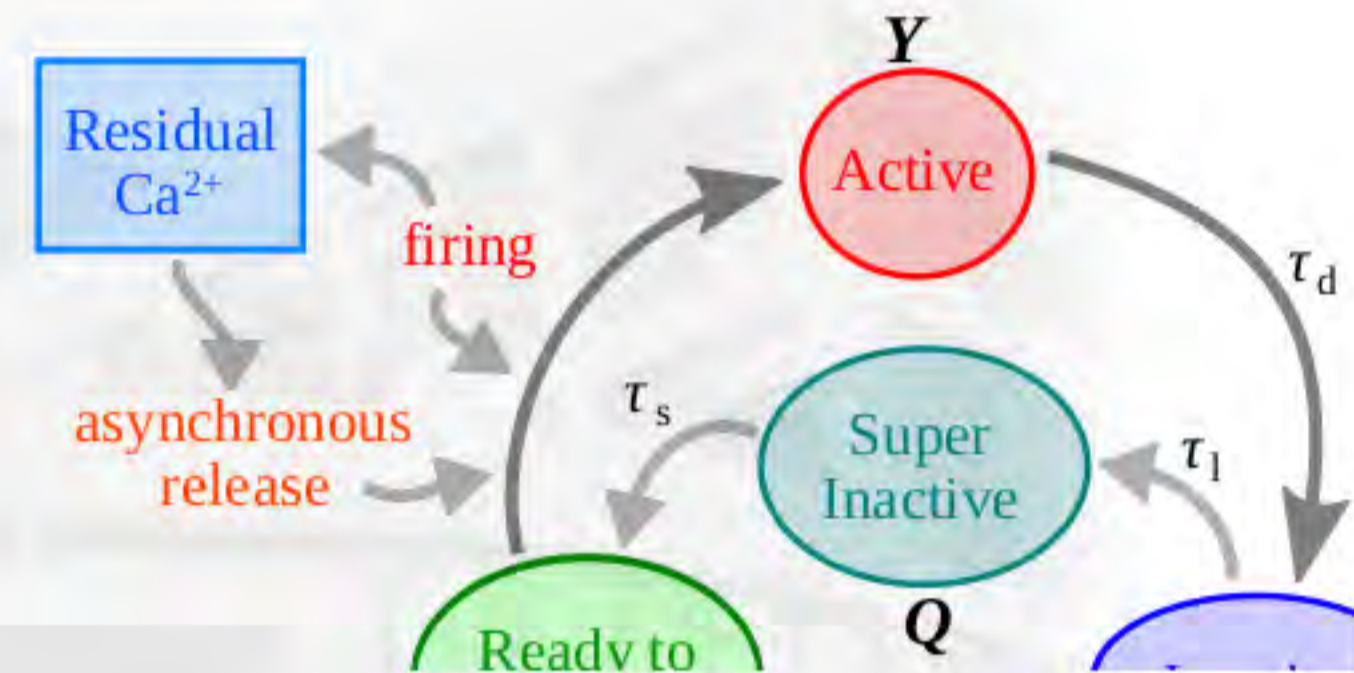 Y
Residual
Ca²⁺
Active
firing
τd
τs
asynchronous
release
Super
Inactive
τl
Q
Ready to